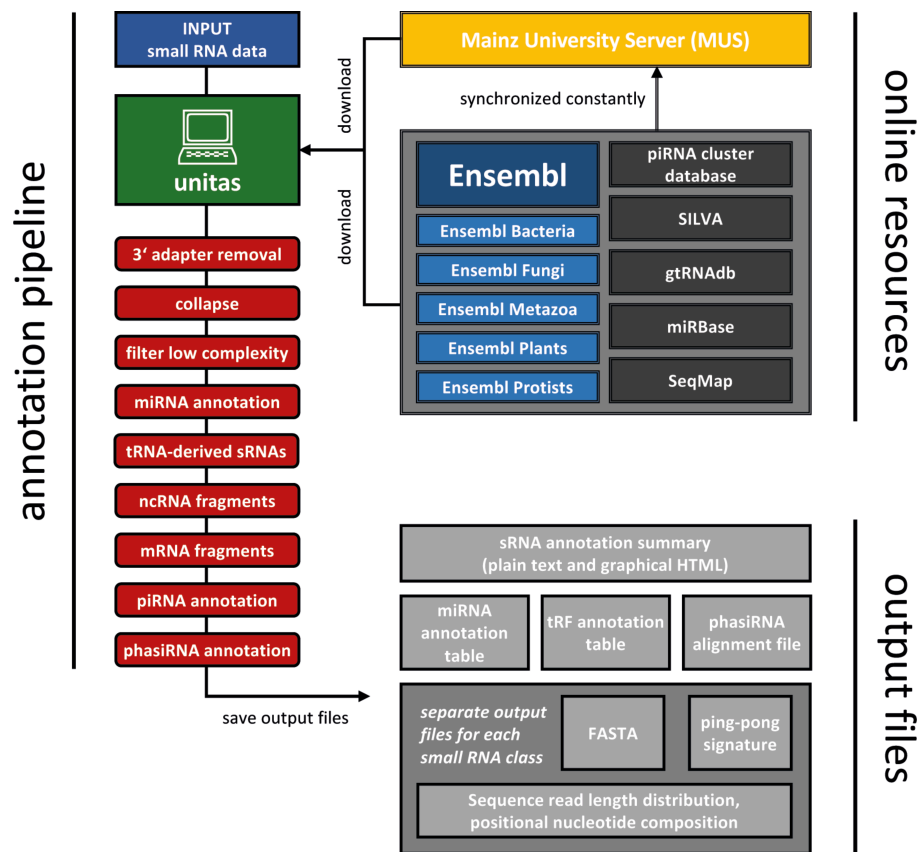 annotation pipeline
INPUT
small RNA data
unitas
3‘ adapter removal
collapse
filter low complexity
miRNA annotation
tRNA-derived sRNAs
ncRNA fragments
mRNA fragments
piRNA annotation
phasiRNA annotation
save output files
download
download
Mainz University Server (MUS)
synchronized constantly
Ensembl
Ensembl Bacteria
Ensembl Fungi
Ensembl Metazoa
Ensembl Plants
Ensembl Protists
piRNA cluster
database
SILVA
gtRNAdb
miRBase
SeqMap
online resources
sRNA annotation summary
(plain text and graphical HTML)
miRNA
annotation
table
tRF annotation
table
phasiRNA
alignment file
separate output
files for each
small RNA class
FASTA
ping-pong
signature
Sequence read length distribution,
positional nucleotide composition
output files